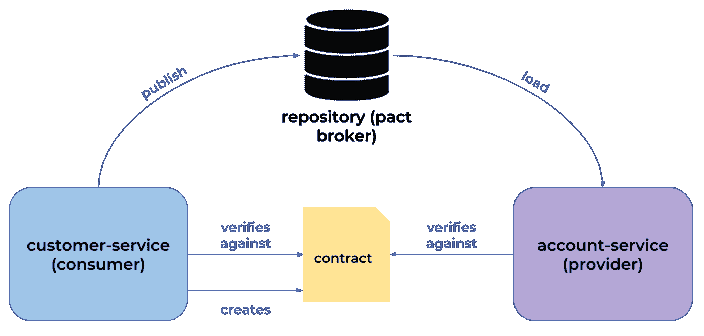 publish
load
repository (pact
broker)
customer-service
(consumer)
verifies
against
contract
verifies
against
account-service
(provider)
creates